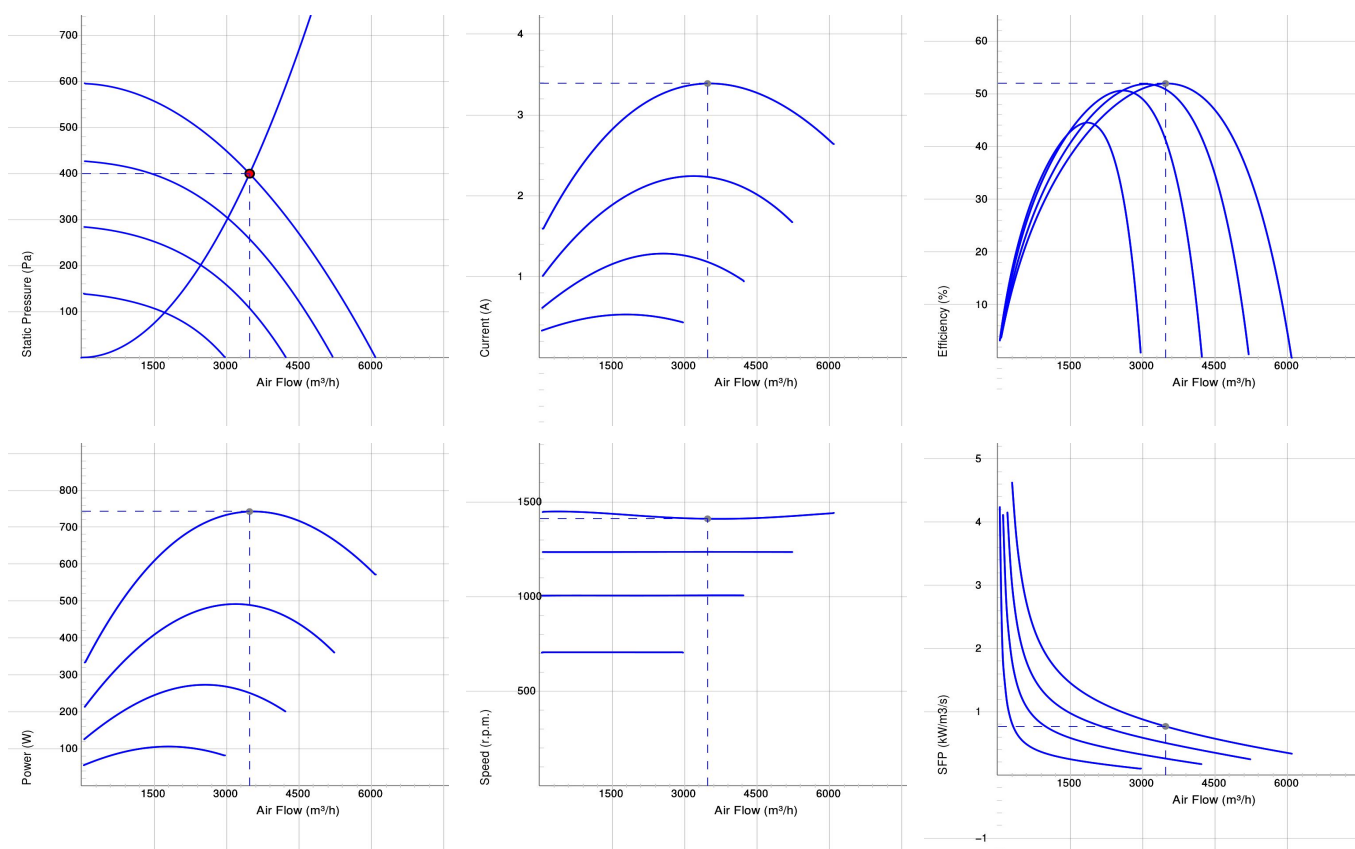 700
600
500
400
300
200
100
Static Pressure (Pa)
1500 3000 4500 6000
Air Flow (m³/h)
4
3
2
1
Current (A)
1500 3000 4500 6000
Air Flow (m³/h)
60
50
40
30
20
10
Efficiency (%)
1500 3000 4500 6000
Air Flow (m³/h)
800
700
600
500
400
300
200
100
Power (W)
1500 3000 4500 6000
Air Flow (m³/h)
1500
1000
500
Speed (r.p.m.)
1500 3000 4500 6000
Air Flow (m³/h)
5
4
3
2
1
−1
SFP (kW/m3/s)
1500 3000 4500 6000
Air Flow (m³/h)